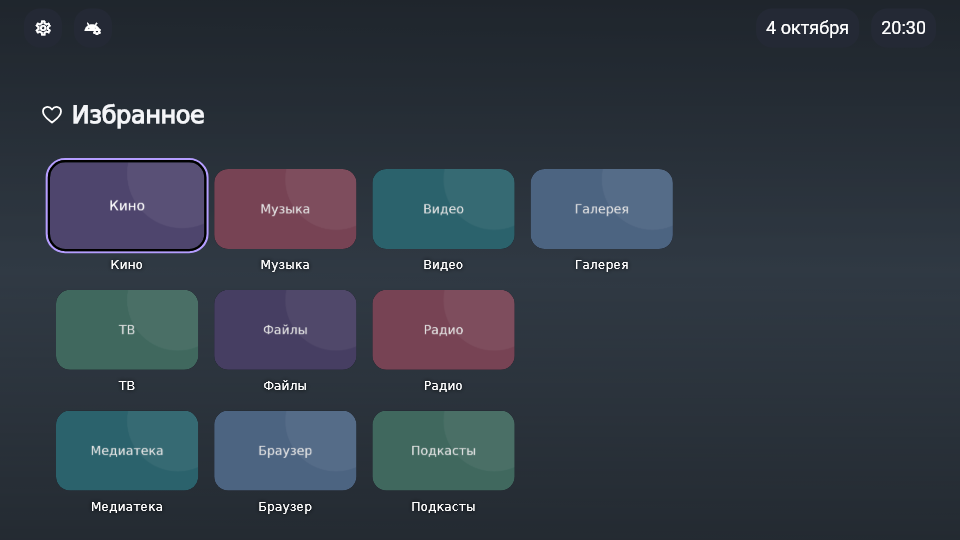 4 октября 20:30
Избранное
Кино Музыка Видео Галерея
Кино Музыка Видео Галерея
ТВ Файлы Радио
ТВ Файлы Радио
Медиатека Браузер Подкасты
Медиатека Браузер Подкасты